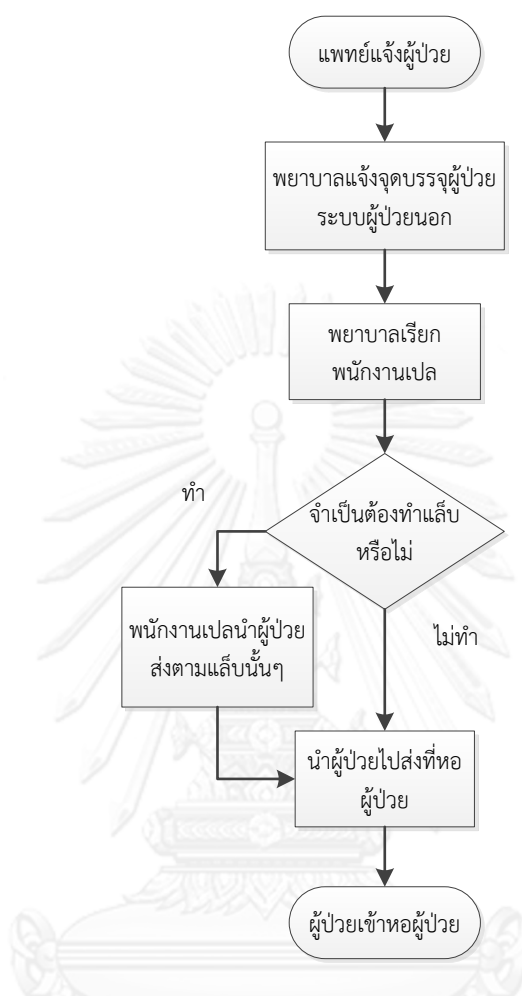 แพทย์แจ้งผู้ป่วย
พยาบาลแจ้งจุดบรรจุผู้ป่วย
ระบบผู้ป่วยนอก
พยาบาลเรียก
พนักงานเปล
จำเป็นต้องทำแล็บ
หรือไม่
ทำ
พนักงานเปลนำผู้ป่วย
ส่งตามแล็บนั้นๆ
ไม่ทำ
นำผู้ป่วยไปส่งที่หอ
ผู้ป่วย
ผู้ป่วยเข้าหอผู้ป่วย